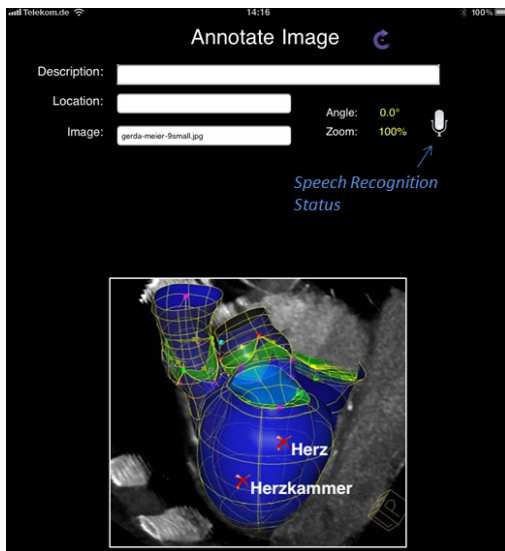 Telekom.de 14:16 100%
Annotate Image
Description:
Location:
Angle: 0.0°
Image: gerda-meier-9small.jpg
Zoom: 100%
Speech Recognition
Status
Herz
Herzkammer